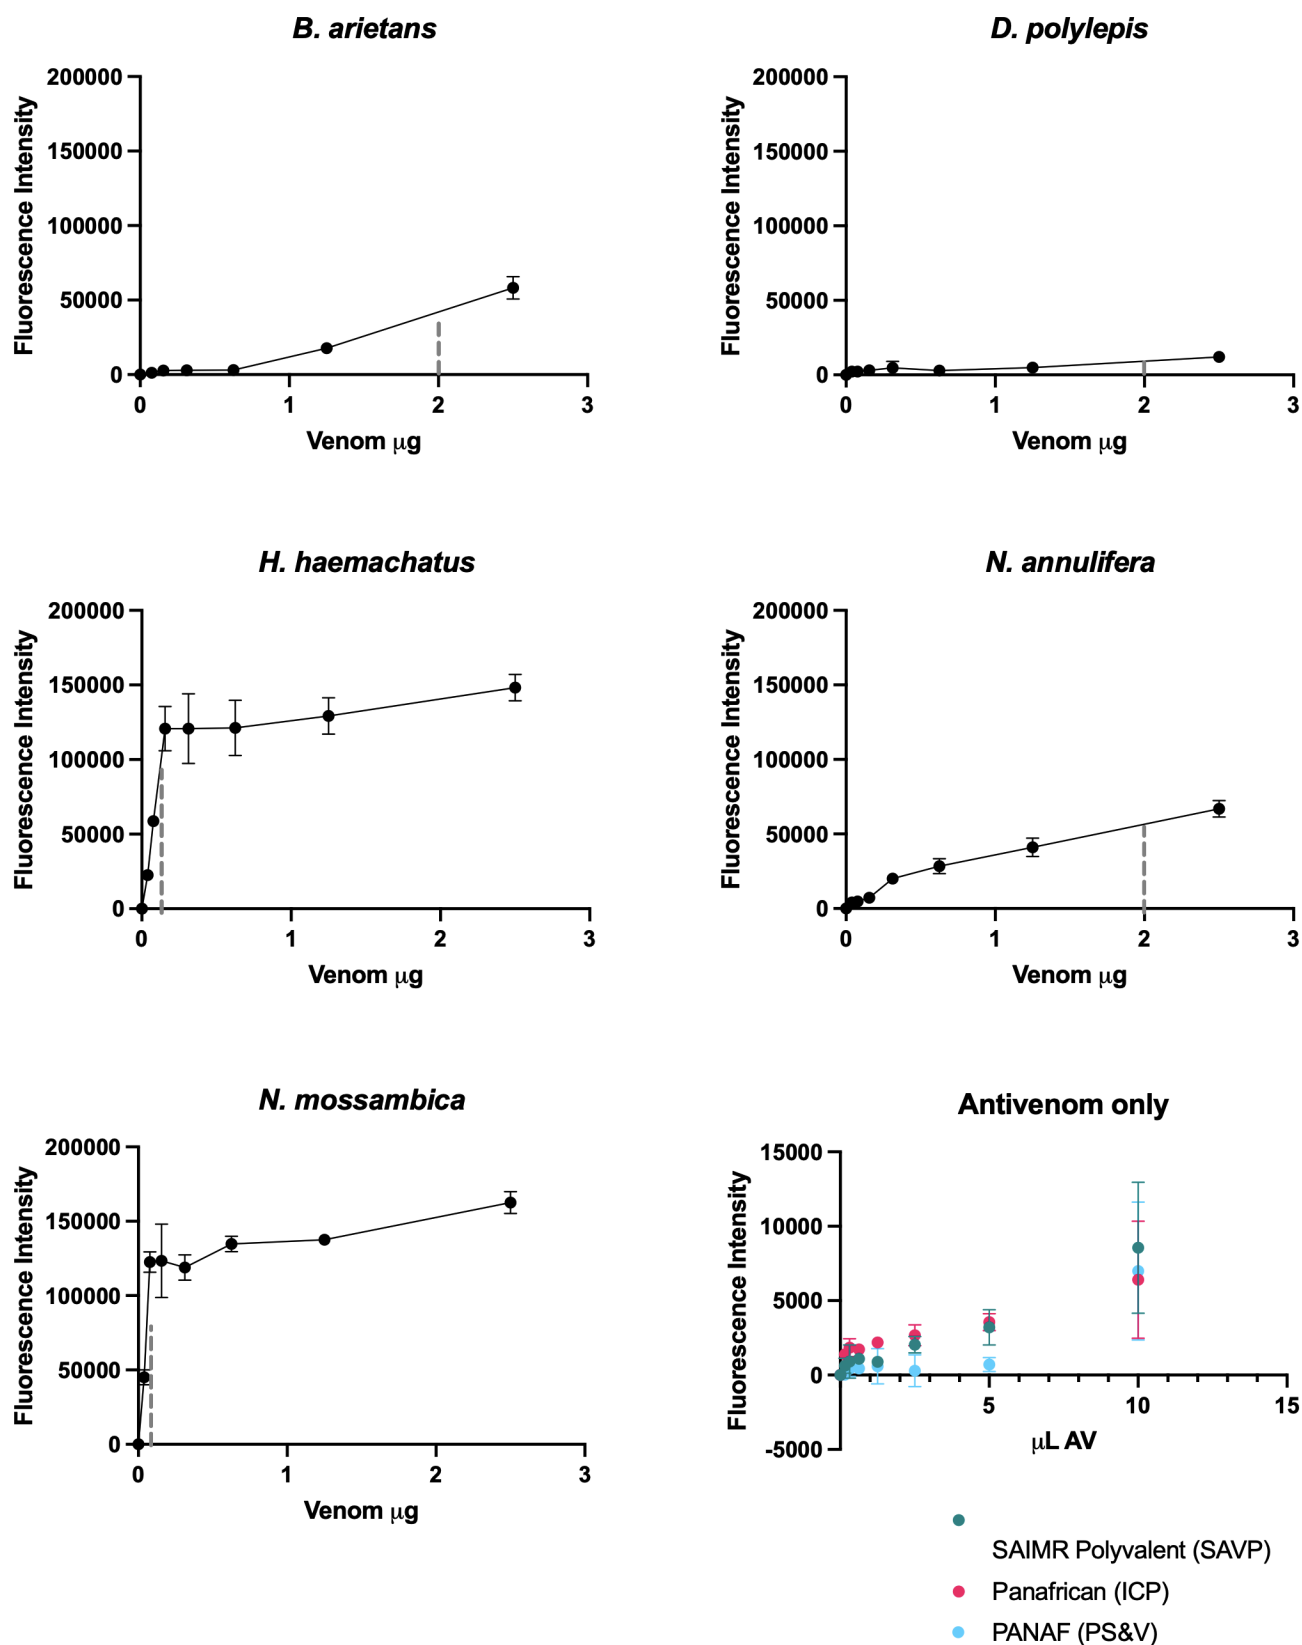 B. arietans
200000
150000
100000
50000
0
0 1 2 3
Fluorescence Intensity
Venom μg
D. polylepis
200000
150000
100000
50000
0
0 1 2 3
Fluorescence Intensity
Venom μg
H. haemachatus
200000
150000
100000
50000
0
0 1 2 3
Fluorescence Intensity
Venom μg
N. annulifera
200000
150000
100000
50000
0
0 1 2 3
Fluorescence Intensity
Venom μg
N. mossambica
200000
150000
100000
50000
0
0 1 2 3
Fluorescence Intensity
Venom μg
Antivenom only
15000
10000
5000
0
-5000
5 10 15
Fluorescence Intensity
μL AV
SAIMR Polyvalent (SAVP)
Panafrican (ICP)
PANAF (PS&V)